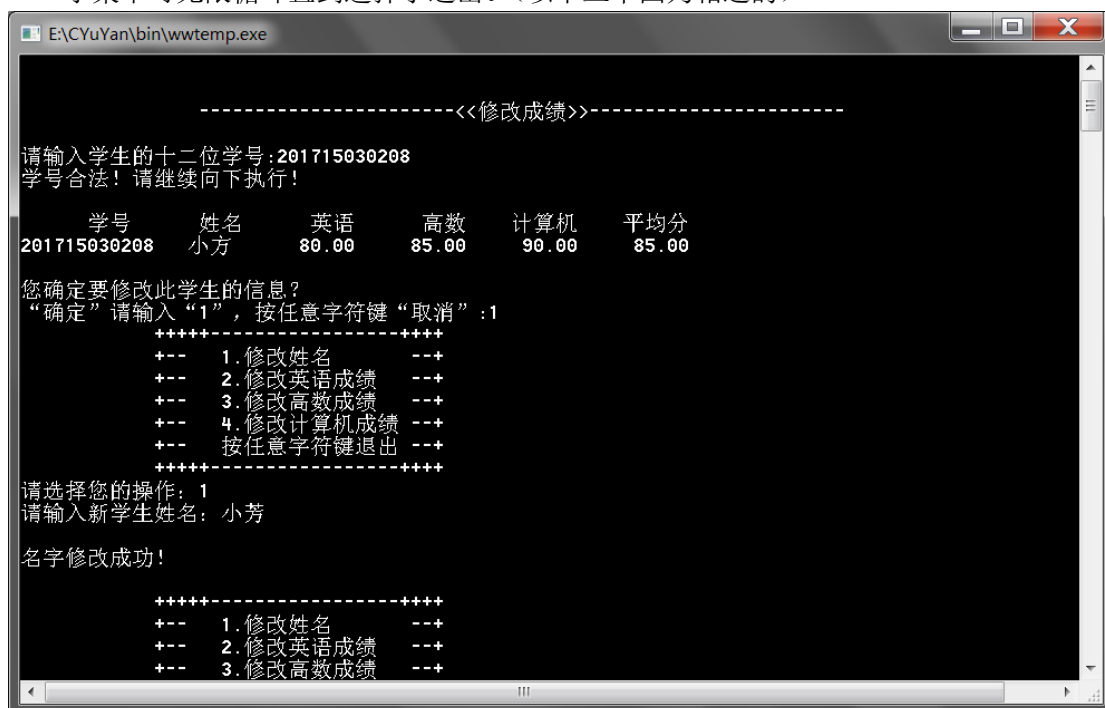 E:\CYuYan\bin\wwtemp.exe
-----------------------<<修改成绩>>-----------------------
请输入学生的十二位学号:201715030208
学号合法! 请继续向下执行!
学号 姓名 英语 高数 计算机 平均分
201715030208 小方 80.00 85.00 90.00 85.00
您确定要修改此学生的信息?
“确定”请输入“1”, 按任意字符键“取消”:1
+++++-----------------++++
+-- 1.修改姓名 --+
+-- 2.修改英语成绩 --+
+-- 3.修改高数成绩 --+
+-- 4.修改计算机成绩 --+
+-- 按任意字符键退出 --+
+++++-----------------++++
请选择您的操作: 1
请输入新学生姓名: 小芳
名字修改成功!
+++++-----------------++++
+-- 1.修改姓名 --+
+-- 2.修改英语成绩 --+
+-- 3.修改高数成绩 --+